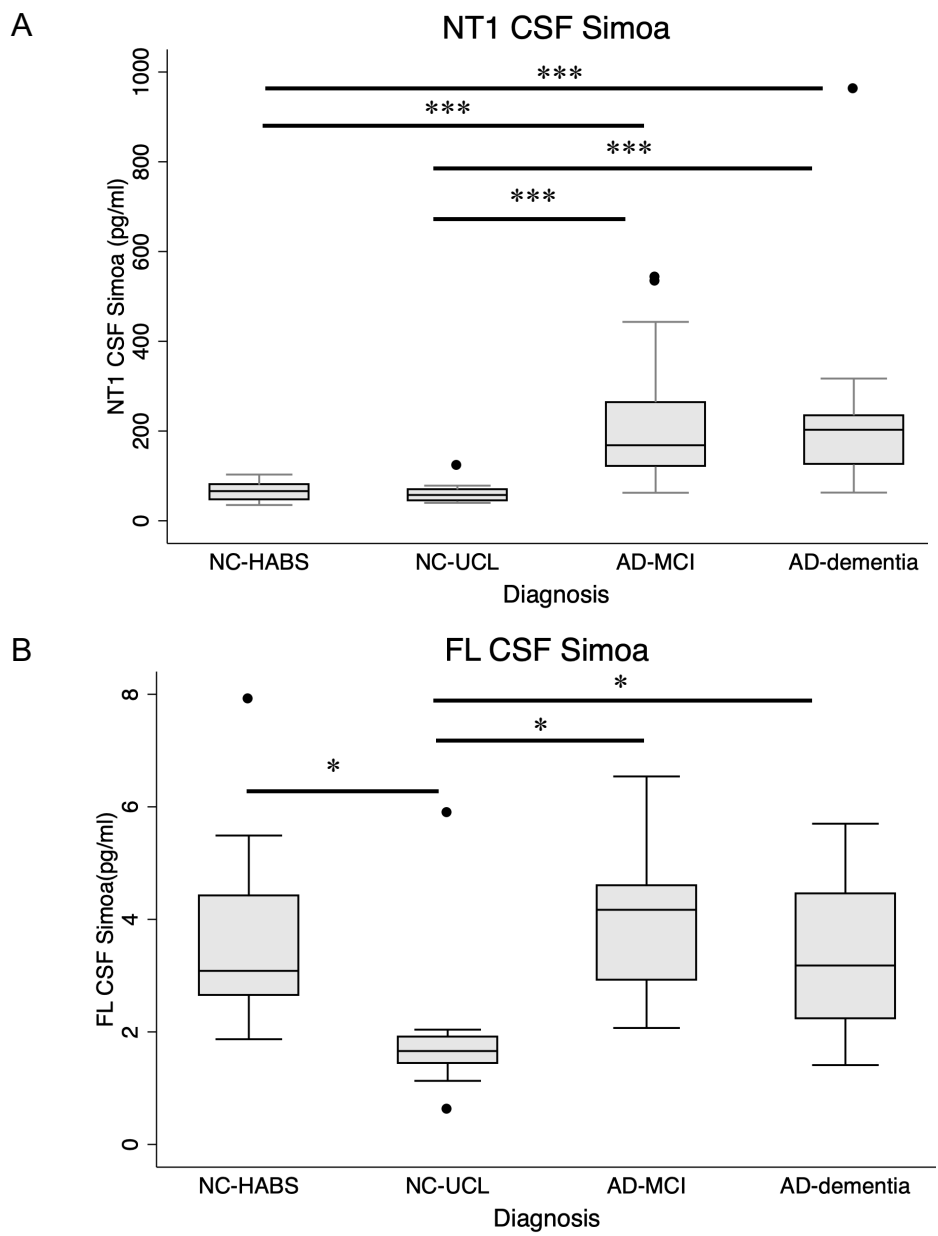 A
NT1 CSF Simoa
NT1 CSF Simoa (pg/ml)
1000
800
600
400
200
0
***
***
***
***
NC-HABS NC-UCL AD-MCI AD-dementia
Diagnosis
B
FL CSF Simoa
FL CSF Simoa(pg/ml)
8
6
4
2
0
*
*
*
NC-HABS NC-UCL AD-MCI AD-dementia
Diagnosis